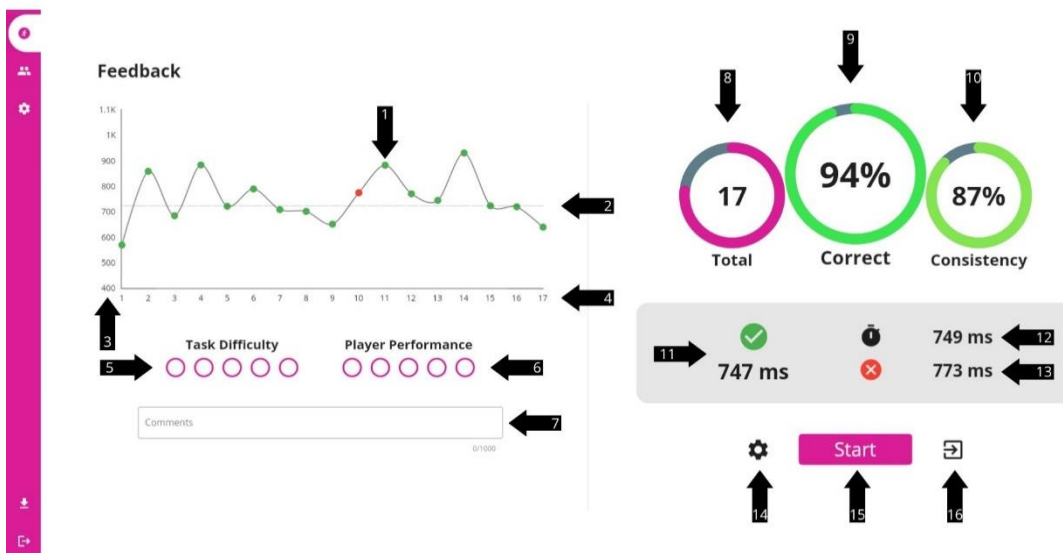 Feedback
1.1K
1K
900
800
700
600
500
400
1 2 3 4 5 6 7 8 9 10 11 12 13 14 15 16 17
1
2
3
4
Task Difficulty
Player Performance
5
6
Comments
7
0/1000
8
9
10
17
94%
87%
Total
Correct
Consistency
11
747 ms
749 ms
12
773 ms
13
Start
14
15
16